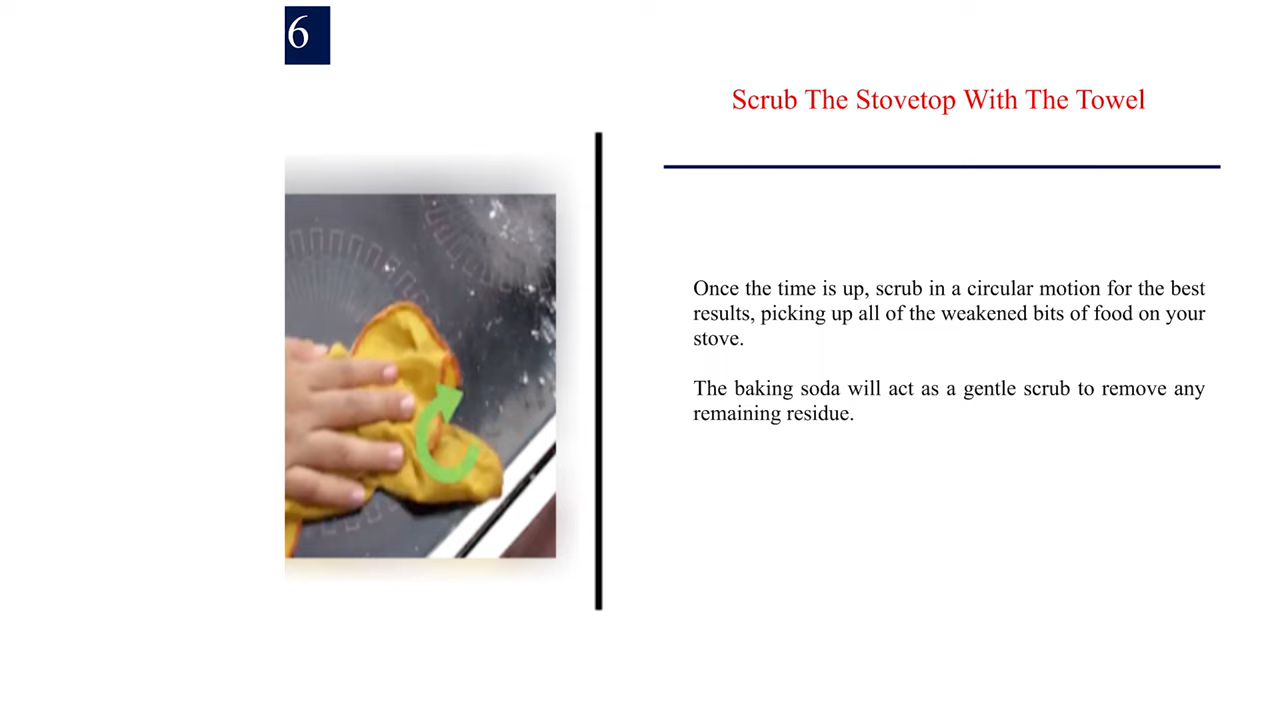 6
Scrub The Stovetop With The Towel
Once the time is up, scrub in a circular motion for the best
results, picking up all of the weakened bits of food on your
stove.
The baking soda will act as a gentle scrub to remove any
remaining residue.